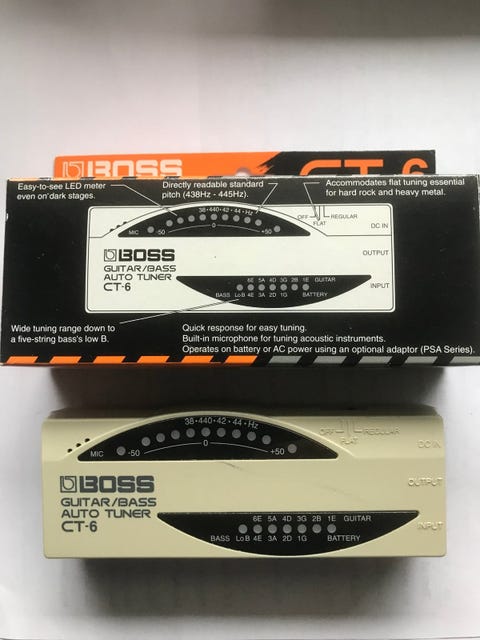 BOSS CT-6
Easy-to-see LED meter
even on dark stages.
Directly readable standard
pitch (438Hz - 445Hz).
Accommodates flat tuning essential
for hard rock and heavy metal.
38•440•42•44•Hz
MIC -50 0 +50
OFF FLAT REGULAR
DC IN
OUTPUT
INPUT
BOSS
GUITAR/BASS
AUTO TUNER
CT-6
6E 5A 4D 3G 2B 1E GUITAR
BASS LoB 4E 3A 2D 1G BATTERY
Wide tuning range down to
a five-string bass's low B.
Quick response for easy tuning.
Built-in microphone for tuning acoustic instruments.
Operates on battery or AC power using an optional adaptor (PSA Series).
38•440•42•44•Hz
MIC -50 0 +50
OFF FLAT REGULAR
DC IN
OUTPUT
INPUT
BOSS
GUITAR/BASS
AUTO TUNER
CT-6
6E 5A 4D 3G 2B 1E GUITAR
BASS LoB 4E 3A 2D 1G BATTERY